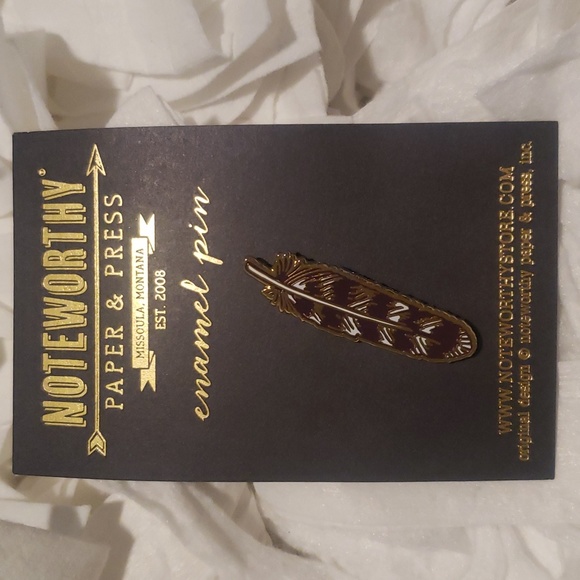 NOTEWORTHY®
PAPER & PRESS
MISSOULA, MONTANA
EST. 2008
enamel pin
WWW.NOTEWORTHYSTORE.COM
original design © noteworthy paper & press, inc.